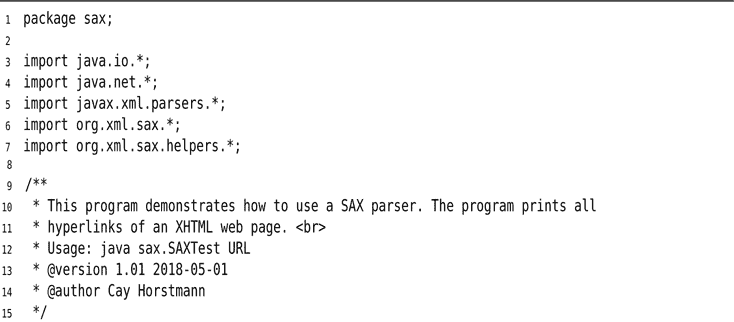 1 package sax;
2
3 import java.io.*;
4 import java.net.*;
5 import javax.xml.parsers.*;
6 import org.xml.sax.*;
7 import org.xml.sax.helpers.*;
8
9 /**
10  * This program demonstrates how to use a SAX parser. The program prints all
11  * hyperlinks of an XHTML web page. <br>
12  * Usage: java sax.SAXTest URL
13  * @version 1.01 2018-05-01
14  * @author Cay Horstmann
15  */